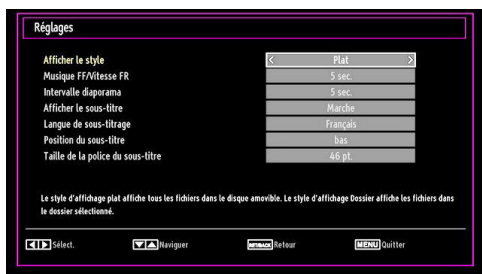 Réglages
Afficher le style < Plat >
Musique FF/Vitesse FR 5 sec.
Intervalle diaporama 5 sec.
Afficher le sous-titre Marche
Langue de sous-titrage Français
Position du sous-titre bas
Taille de la police du sous-titre 46 pt.
Le style d'affichage plat affiche tous les fichiers dans le disque amovible. Le style d'affichage Dossier affiche les fichiers dans
le dossier sélectionné.
Sélect. Naviguer RET/BACK Retour MENU Quitter